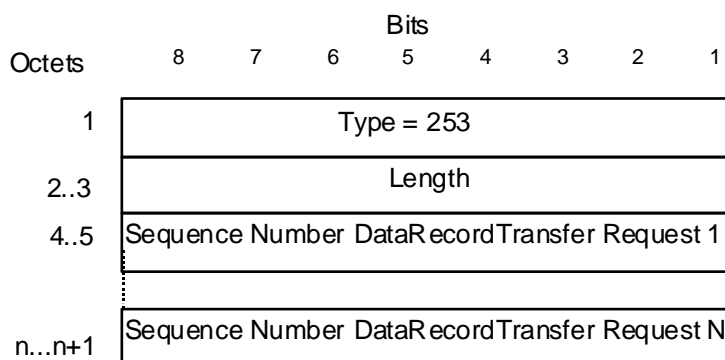 Bits
Octets 8 7 6 5 4 3 2 1
1 Type = 253
2..3 Length
4..5 Sequence Number DataRecordTransfer Request 1
n...n+1 Sequence Number DataRecordTransfer Request N